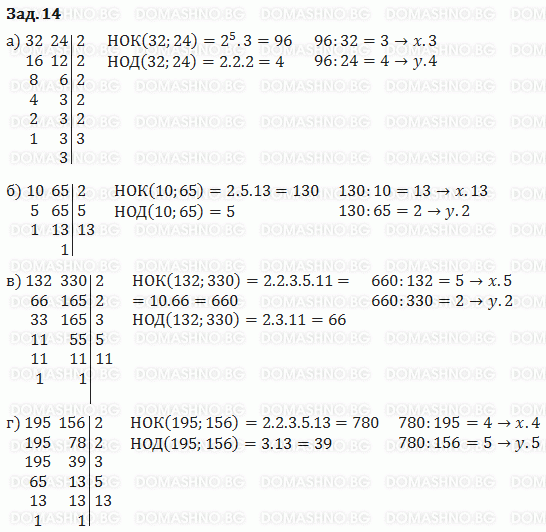 Зад. 14
а) 32 24 | 2 НОК(32; 24) = 2⁵. 3 = 96 96: 32 = 3 → x. 3
16 12 | 2 НОД(32; 24) = 2.2.2 = 4 96: 24 = 4 → y. 4
8 6 | 2
4 3 | 2
2 3 | 2
1 3 | 3
3 |
б) 10 65 | 2 НОК(10; 65) = 2.5.13 = 130 130: 10 = 13 → x. 13
5 65 | 5 НОД(10; 65) = 5 130: 65 = 2 → y. 2
1 13 | 13
1 |
в) 132 330 | 2 НОК(132; 330) = 2.2.3.5.11 = 660: 132 = 5 → x. 5
66 165 | 2 = 10.66 = 660 660: 330 = 2 → y. 2
33 165 | 3 НОД(132; 330) = 2.3.11 = 66
11 55 | 5
11 11 | 11
1 1 |
г) 195 156 | 2 НОК(195; 156) = 2.2.3.5.13 = 780 780: 195 = 4 → x. 4
195 78 | 2 НОД(195; 156) = 3.13 = 39 780: 156 = 5 → y. 5
195 39 | 3
65 13 | 5
13 13 | 13
1 1 |